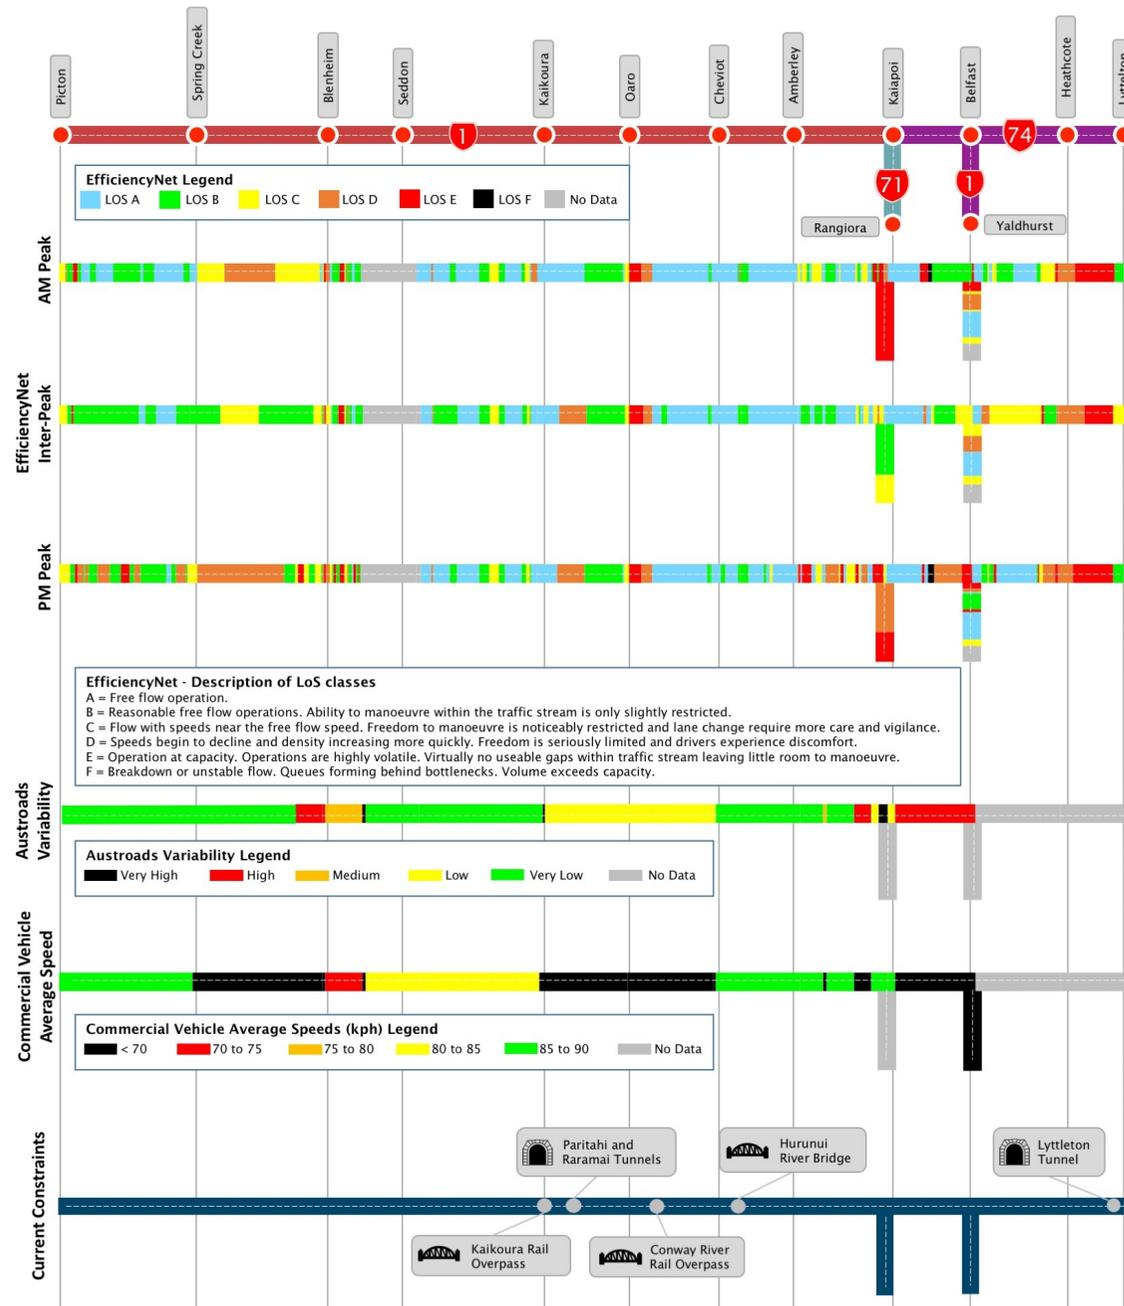 Picton
Spring Creek
Blenheim
Seddon
Kaikoura
Oaro
Cheviot
Amberley
Kaiapoi
Belfast
Heathcote
1
74
71
1
Rangiora
Yaldhurst
EfficiencyNet Legend
LOS A
LOS B
LOS C
LOS D
LOS E
LOS F
No Data
AM Peak
EfficiencyNet
Inter-Peak
PM Peak
EfficiencyNet - Description of LoS classes
A = Free flow operation.
B = Reasonable free flow operations. Ability to manoeuvre within the traffic stream is only slightly restricted.
C = Flow with speeds near the free flow speed. Freedom to manoeuvre is noticeably restricted and lane change require more care and vigilance.
D = Speeds begin to decline and density increasing more quickly. Freedom is seriously limited and drivers experience discomfort.
E = Operation at capacity. Operations are highly volatile. Virtually no useable gaps within traffic stream leaving little room to manoeuvre.
F = Breakdown or unstable flow. Queues forming behind bottlenecks. Volume exceeds capacity.
Austroads
Variability
Austroads Variability Legend
Very High
High
Medium
Low
Very Low
No Data
Commercial Vehicle
Average Speed
Commercial Vehicle Average Speeds (kph) Legend
< 70
70 to 75
75 to 80
80 to 85
85 to 90
No Data
Current Constraints
Paritahi and
Raramai Tunnels
Hurunui
River Bridge
Lyttleton
Tunnel
Kaikoura Rail
Overpass
Conway River
Rail Overpass